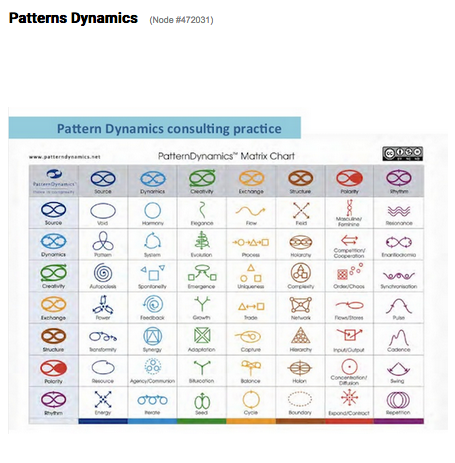 Patterns Dynamics (Node #472031)
Pattern Dynamics consulting practice
www.patterndynamics.net PatternDynamics™ Matrix Chart
PatternDynamics™ Source Dynamics Creativity Exchange Structure Polarity Rhythm
Source Void Harmony Elegance Flow Field Masculine/
Feminine Resonance
Dynamics Pattern System Evolution Process Holarchy Competition/
Cooperation Enantiodromia
Creativity Autopoiesis Spontaneity Emergence Uniqueness Complexity Order/Chaos Synchronisation
Exchange Power Feedback Growth Trade Network Flows/Stores Pulse
Structure Transformity Synergy Adaptation Capture Hierarchy Input/Output Cadence
Polarity Resource Agency/Communion Bifurcation Balance Holon Concentration/
Diffusion Swing
Rhythm Energy Iterate Seed Cycle Boundary Expand/Contract Repetition